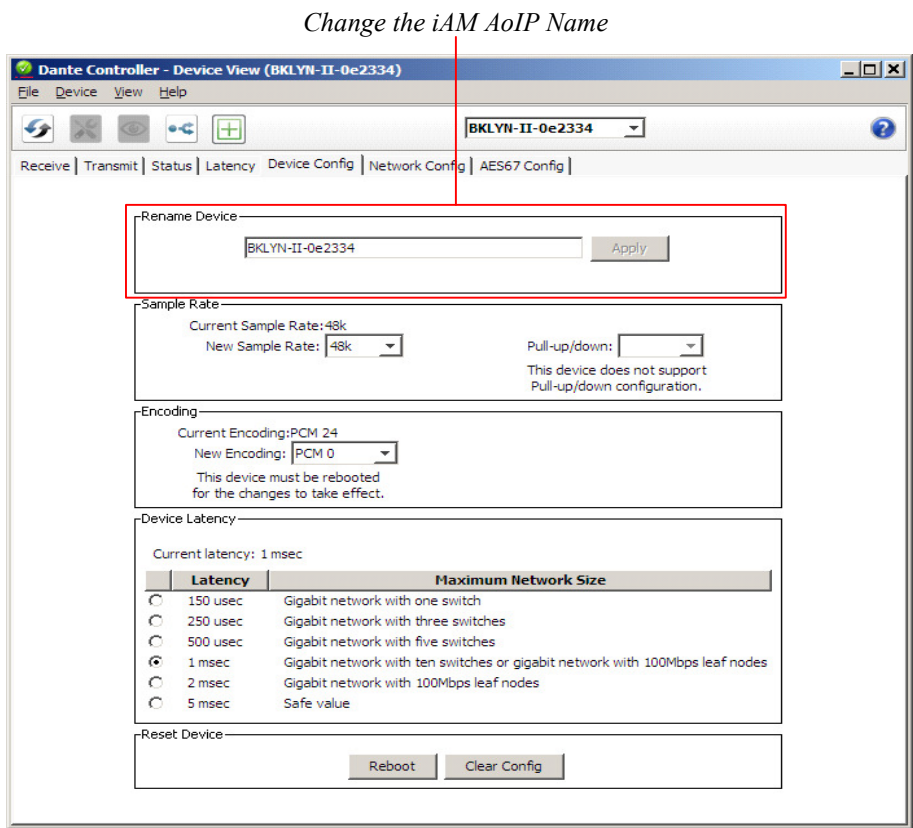 Change the iAM AoIP Name
Dante Controller - Device View (BKLYN-II-0e2334)
File Device View Help
BKLYN-II-0e2334
?
Receive Transmit Status Latency Device Config Network Config AES67 Config
Rename Device
BKLYN-II-0e2334 Apply
Sample Rate
Current Sample Rate:48k
New Sample Rate: 48k Pull-up/down:
This device does not support
Pull-up/down configuration.
Encoding
Current Encoding:PCM 24
New Encoding: PCM 0
This device must be rebooted
for the changes to take effect.
Device Latency
Current latency: 1 msec
Latency Maximum Network Size
150 usec Gigabit network with one switch
250 usec Gigabit network with three switches
500 usec Gigabit network with five switches
1 msec Gigabit network with ten switches or gigabit network with 100Mbps leaf nodes
2 msec Gigabit network with 100Mbps leaf nodes
5 msec Safe value
Reset Device
Reboot Clear Config